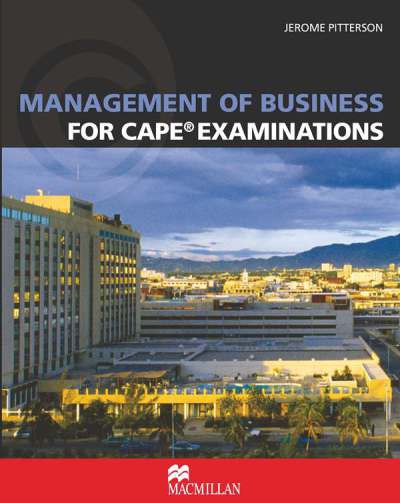 JEROME PITTERSON
MANAGEMENT OF BUSINESS
FOR CAPE® EXAMINATIONS
MACMILLAN